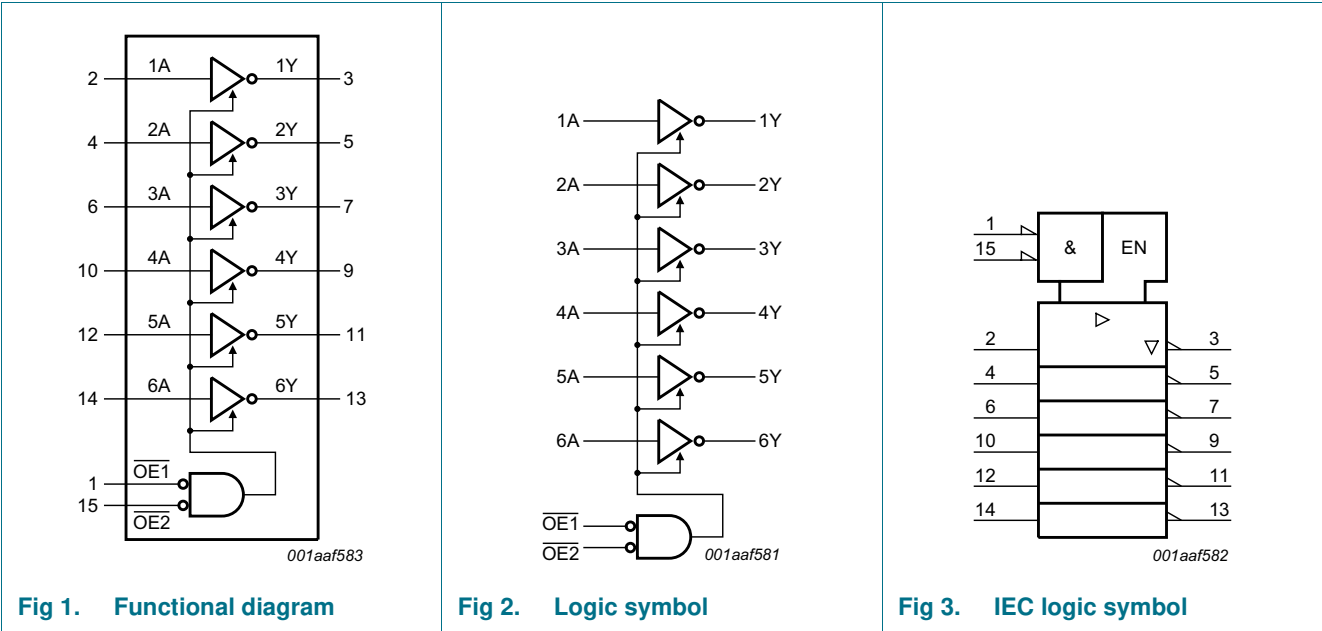 2 1A 1Y 3
4 2A 2Y 5
6 3A 3Y 7
10 4A 4Y 9
12 5A 5Y 11
14 6A 6Y 13
1 OE1
15 OE2
001aaf583
Fig 1. Functional diagram
1A 1Y
2A 2Y
3A 3Y
4A 4Y
5A 5Y
6A 6Y
OE1
OE2
001aaf581
Fig 2. Logic symbol
1
15
& EN
2 3
4 5
6 7
10 9
12 11
14 13
001aaf582
Fig 3. IEC logic symbol